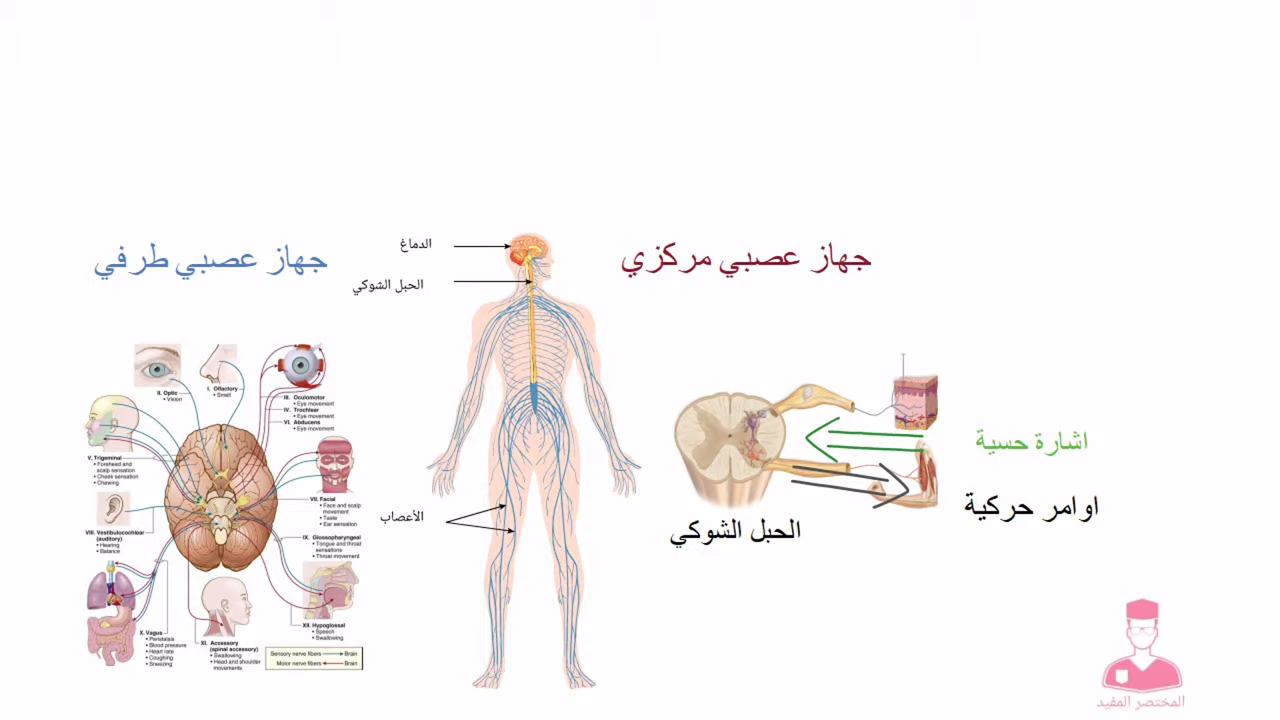 جهاز عصبي مركزي
جهاز عصبي طرفي
الدماغ
الحبل الشوكي
الأعصاب
اشارة حسية
اوامر حركية
الحبل الشوكي
I. Olfactory
• Smell
II. Optic
• Vision
III. Oculomotor
• Eye movement
IV. Trochlear
• Eye movement
VI. Abducens
• Eye movement
V. Trigeminal
• Forehead and
scalp sensation
• Cheek sensation
• Chewing
VII. Facial
• Face and scalp
movement
• Taste
• Ear sensation
VIII. Vestibulocochlear
(auditory)
• Hearing
• Balance
IX. Glossopharyngeal
• Tongue and throat
sensations
• Throat movement
X. Vagus
• Peristalsis
• Blood pressure
• Heart rate
• Coughing
• Sneezing
XI. Accessory
(spinal accessory)
• Swallowing
• Head and shoulder
movements
XII. Hypoglossal
• Speech
• Swallowing
Sensory nerve fibers Brain
Motor nerve fibers Brain
المختصر المفيد